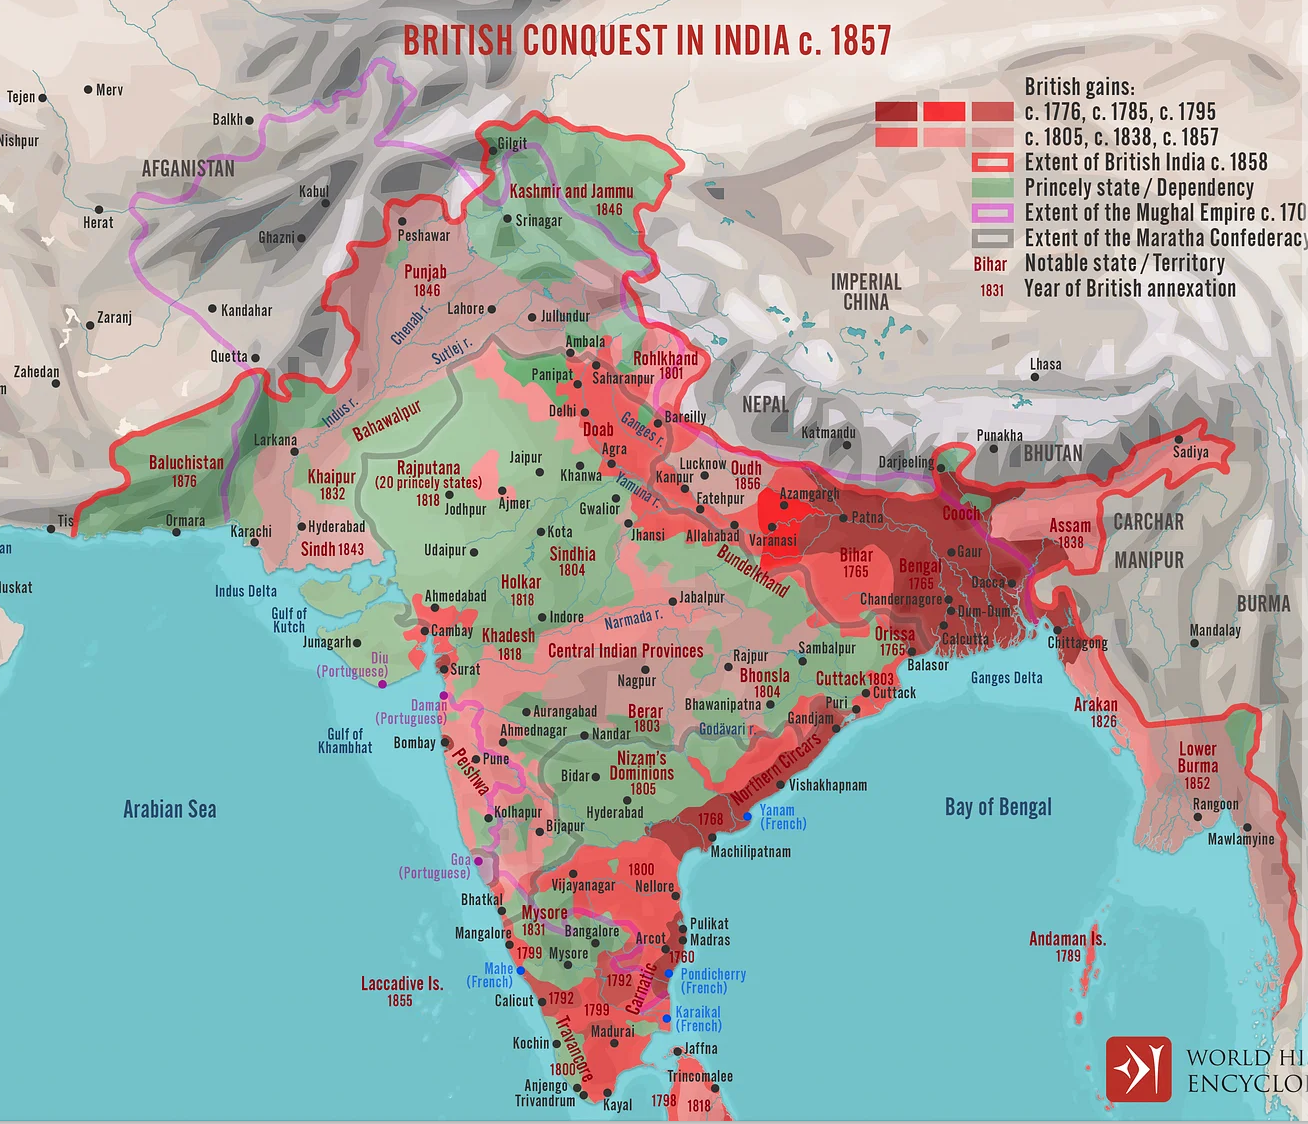 BRITISH CONQUEST IN INDIA c. 1857
British gains:
c. 1776, c. 1785, c. 1795
c. 1805, c. 1838, c. 1857
Extent of British India c. 1858
Princely state / Dependency
Extent of the Mughal Empire c. 170
Extent of the Maratha Confederacy
Bihar Notable state / Territory
1831 Year of British annexation
Tejen
Merv
Nishpur
Balkh
AFGANISTAN
Kabul
Herat
Ghazni
Kandahar
Zaranj
Quetta
Zahedan
Gilgit
Kashmir and Jammu
1846
Srinagar
Peshawar
Punjab
1846
Lahore
Chenab r.
Sutlej r.
Jullundur
Ambala
IMPERIAL
CHINA
Lhasa
Rohlkhand
1801
Panipat
Saharanpur
Delhi
Doab
Ganges r.
Bareilly
NEPAL
Katmandu
Punakha
BHUTAN
Darjeeling
Sadiya
Indus r.
Bahawalpur
Larkana
Baluchistan
1876
Khaipur
1832
Rajputana
(20 princely states)
1818
Jodhpur
Jaipur
Ajmer
Khanwa
Agra
Yamuna r.
Gwalior
Lucknow
Oudh
1856
Kanpur
Fatehpur
Azamgarh
Patna
Cooch
Assam
1838
CARCHAR
MANIPUR
BURMA
Mandalay
Tis
Ormara
Karachi
Hyderabad
Sindh 1843
Udaipur
Kota
Sindhia
1804
Jhansi
Allahabad
Varanasi
Bundelkhand
Bihar
1765
Bengal
1765
Gaur
Dacca
Chandernagore
Dum-Dum
Calcutta
Chittagong
Indus Delta
Gulf of
Kutch
Ahmedabad
Holkar
1818
Indore
Jabalpur
Narmada r.
Junagarh
Cambay
Khadesh
1818
Central Indian Provinces
Orissa
1765
Balasor
Ganges Delta
Diu
(Portuguese)
Surat
Nagpur
Rajpur
Sambalpur
Bhonsla
1804
Cuttack 1803
Cuttack
Puri
Daman
(Portuguese)
Bhawanipatna
Gandjam
Arakan
1826
Gulf of
Khambhat
Bombay
Aurangabad
Ahmednagar
Nandar
Berar
1803
Godävari r.
Peishwa
Pune
Bidar
Nizam's
Dominions
1805
Hyderabad
Northern Circars
Vishakhapnam
Lower
Burma
1852
Rangoon
Mawlamyine
Arabian Sea
Bay of Bengal
Kolhapur
Bijapur
1768
Yanam
(French)
Machilipatnam
Goa
(Portuguese)
1800
Vijayanagar
Nellore
Bhatkal
Mysore
1831
Bangalore
Pulikat
Madras
Mangalore
1799
Mysore
Arcot
1760
Mahe
(French)
1792
Carnatic
Pondicherry
(French)
Andaman Is.
1789
Laccadive Is.
1855
Calicut
1792
1799
Karaikal
(French)
Travancore
Madurai
Kochin
1800
Jaffna
Anjengo
Trivandrum
Kayal
Trincomalee
1798
1818
WORLD HI
ENCYCLO